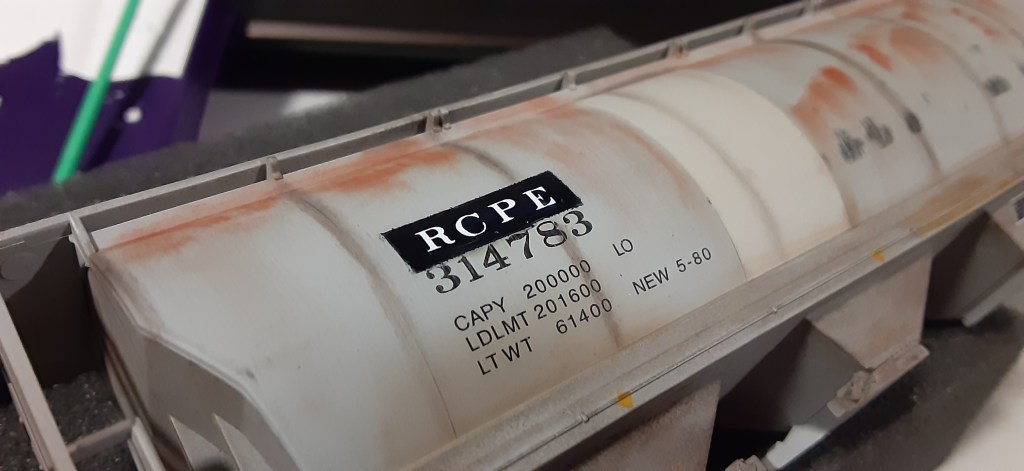 RCPE
314783
CAPY 200000 LO
LDLMT 201600
LT WT 61400 NEW 5-80